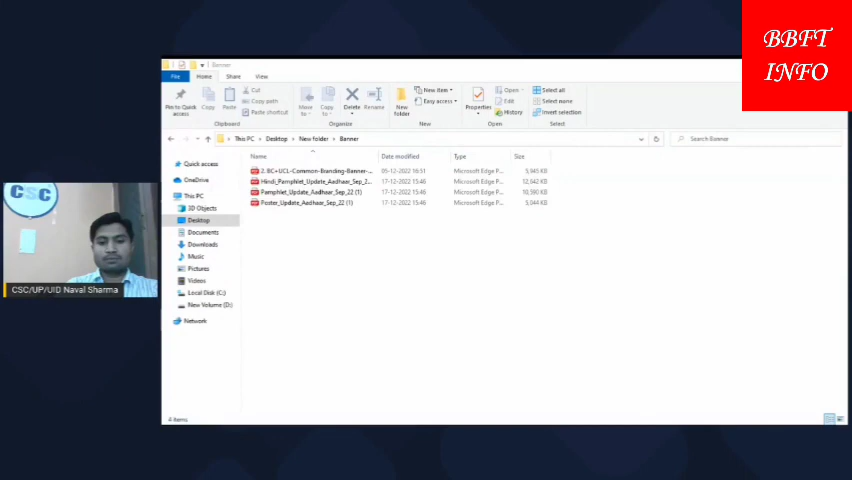 BBFT
INFO
Banner
File
Home
Share
View
Pin to Quick
access
Copy
Paste
Cut
Copy path
Paste shortcut
Clipboard
Move
to
Copy
to
Delete
Rename
Organize
New
folder
New item
Easy access
New
Properties
Open
Edit
History
Open
Select all
Select none
Invert selection
Select
This PC > Desktop > New folder > Banner
Search Banner
Name
Date modified
Type
Size
2. BC+UCL-Common-Branding-Banner-... 09-12-2022 16:51 Microsoft Edge P... 5,945 KB
Hindi_Pamphlet_Update_Aadhaar_Sep_2... 17-12-2022 15:46 Microsoft Edge P... 12,642 KB
Pamphlet_Update_Aadhaar_Sep_22 (1) 17-12-2022 15:46 Microsoft Edge P... 10,590 KB
Poster_Update_Aadhaar_Sep_22 (1) 17-12-2022 15:46 Microsoft Edge P... 5,044 KB
Quick access
OneDrive
This PC
3D Objects
Desktop
Documents
Downloads
Music
Pictures
Videos
Local Disk (C:)
New Volume (D:)
Network
4 items
CSC
CSC/UP/UID Naval Sharma